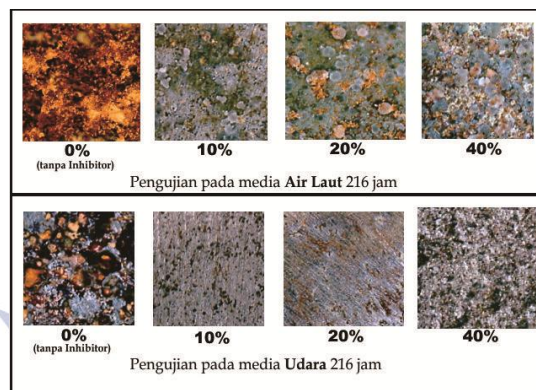 0% 10% 20% 40%
(tanpa Inhibitor)
Pengujian pada media Air Laut 216 jam
0% 10% 20% 40%
(tanpa Inhibitor)
Pengujian pada media Udara 216 jam